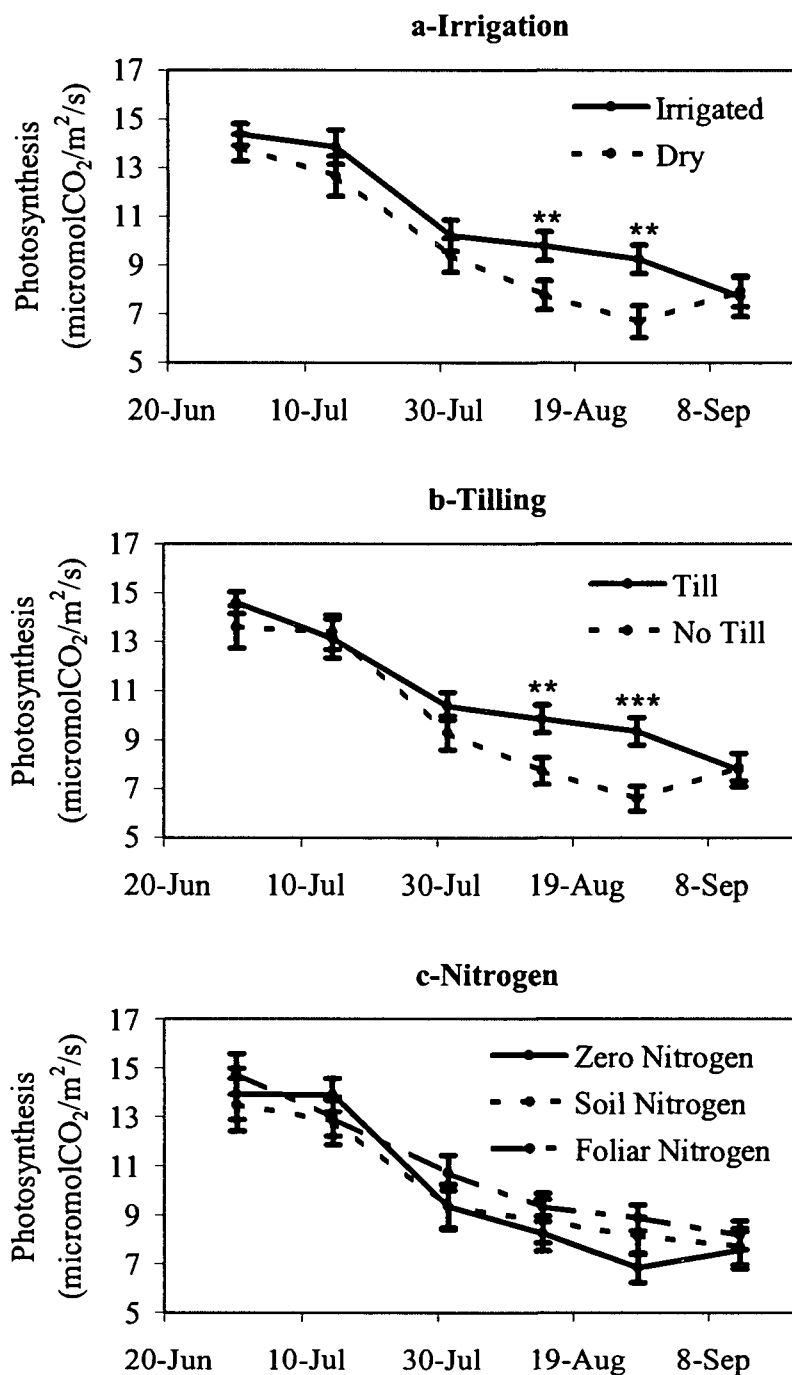 a-Irrigation
Photosynthesis
(micromolCO₂/m²/s)
17
15
13
11
9
7
5
Irrigated
Dry
**
**
20-Jun 10-Jul 30-Jul 19-Aug 8-Sep
b-Tilling
Photosynthesis
(micromolCO₂/m²/s)
17
15
13
11
9
7
5
Till
No Till
**
***
20-Jun 10-Jul 30-Jul 19-Aug 8-Sep
c-Nitrogen
Photosynthesis
(micromolCO₂/m²/s)
17
15
13
11
9
7
5
Zero Nitrogen
Soil Nitrogen
Foliar Nitrogen
20-Jun 10-Jul 30-Jul 19-Aug 8-Sep